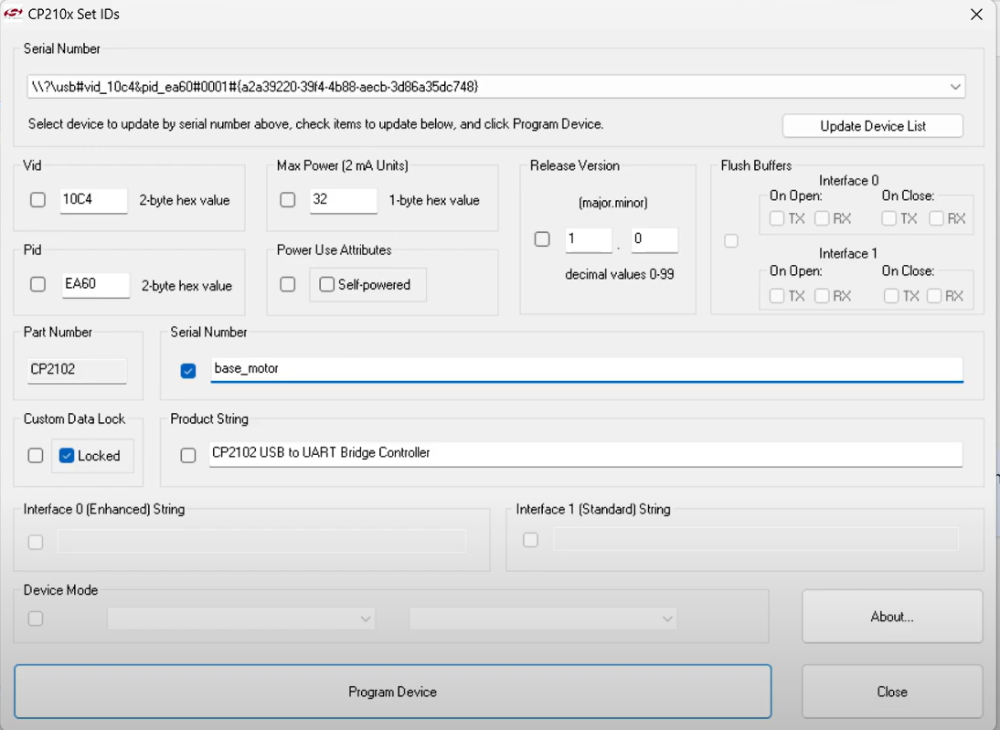 CP210x Set IDs
Serial Number
\\?\usb#vid_10c4&pid_ea60#0001#{a2a39220-39f4-4b88-aecb-3d86a35dc748}
Select device to update by serial number above, check items to update below, and click Program Device.
Update Device List
Vid
10C4
2-byte hex value
Max Power (2 mA Units)
32
1-byte hex value
Release Version
(major.minor)
1 . 0
decimal values 0-99
Flush Buffers
Interface 0
On Open: On Close:
TX RX TX RX
Interface 1
On Open: On Close:
TX RX TX RX
Pid
EA60
2-byte hex value
Power Use Attributes
Self-powered
Part Number
CP2102
Serial Number
base_motor
Custom Data Lock
Locked
Product String
CP2102 USB to UART Bridge Controller
Interface 0 (Enhanced) String
Interface 1 (Standard) String
Device Mode
About...
Program Device
Close